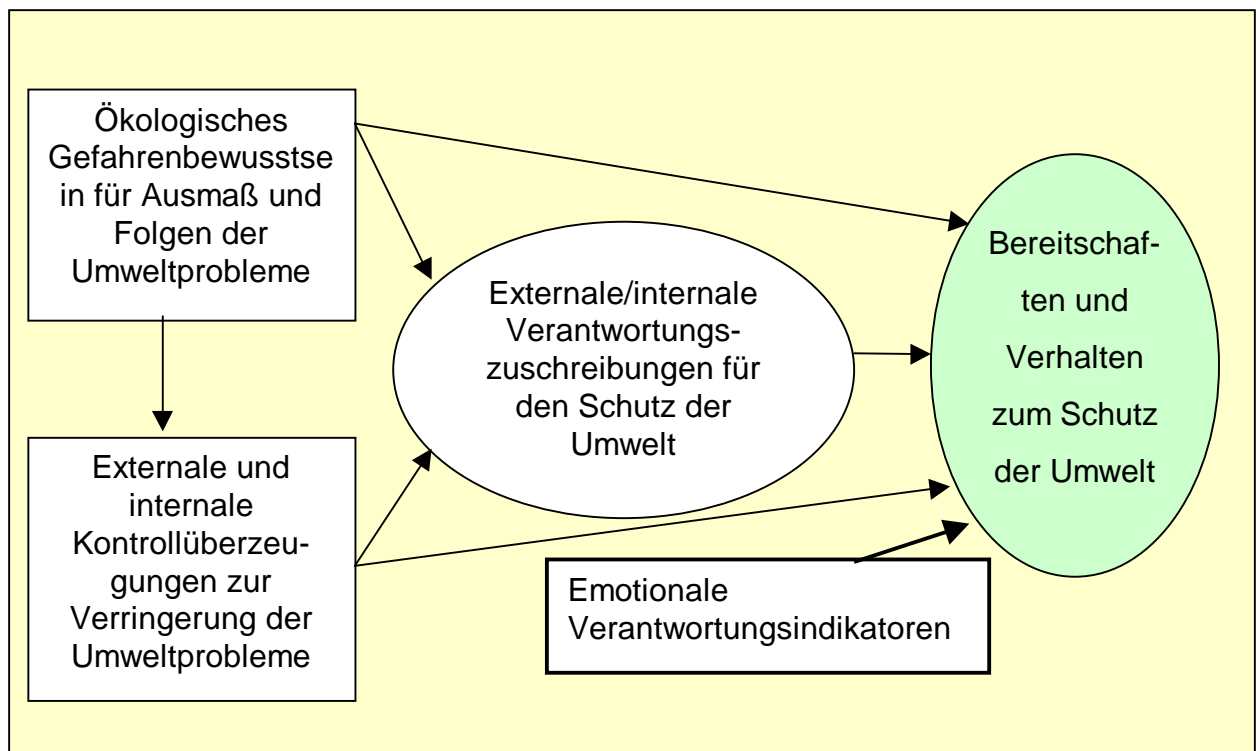 Ökologisches
Gefahrenbewusstse
in für Ausmaß und
Folgen der
Umweltprobleme
Externale/internale
Verantwortungs-
zuschreibungen für
den Schutz der
Umwelt
Bereitschaf-
ten und
Verhalten
zum Schutz
der Umwelt
Externale und
internale
Kontrollüberzeu-
gungen zur
Verringerung der
Umweltprobleme
Emotionale
Verantwortungsindikatoren